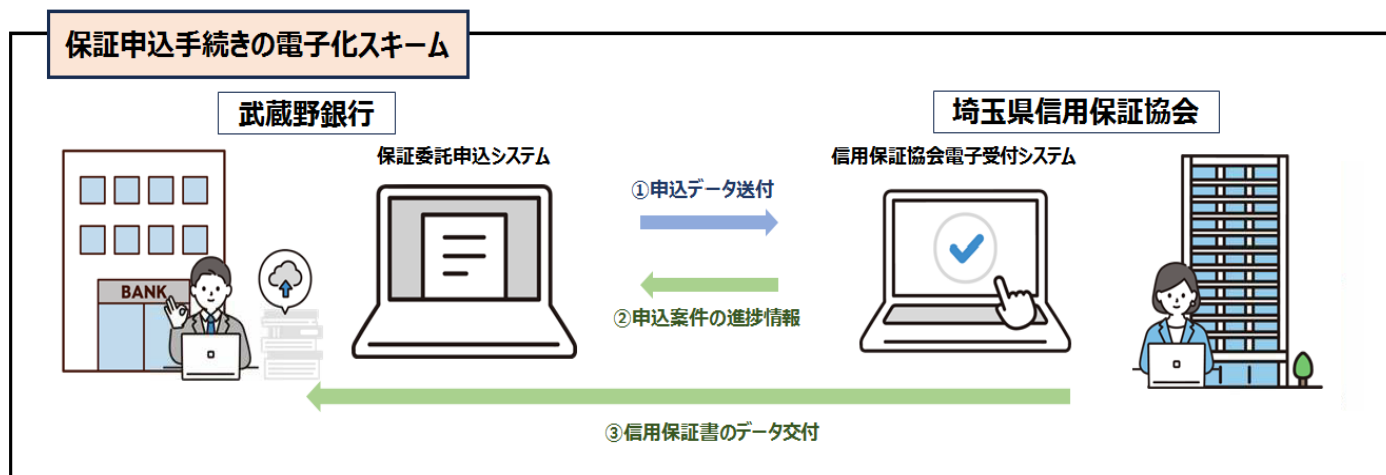 保証申込手続きの電子化スキーム
武蔵野銀行
埼玉県信用保証協会
保証委託申込システム
信用保証協会電子受付システム
①申込データ送付
BANK
②申込案件の進捗情報
③信用保証書のデータ交付